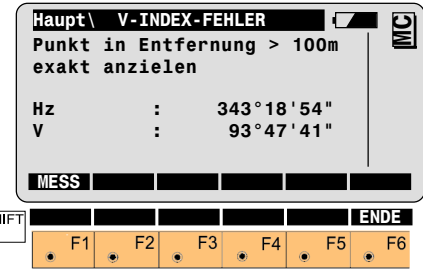 Haupt\ V-INDEX-FEHLER MC
Punkt in Entfernung > 100m
exakt anzielen
Hz : 343°18'54"
V : 93°47'41"
MESS
IFT ENDE
F1 F2 F3 F4 F5 F6